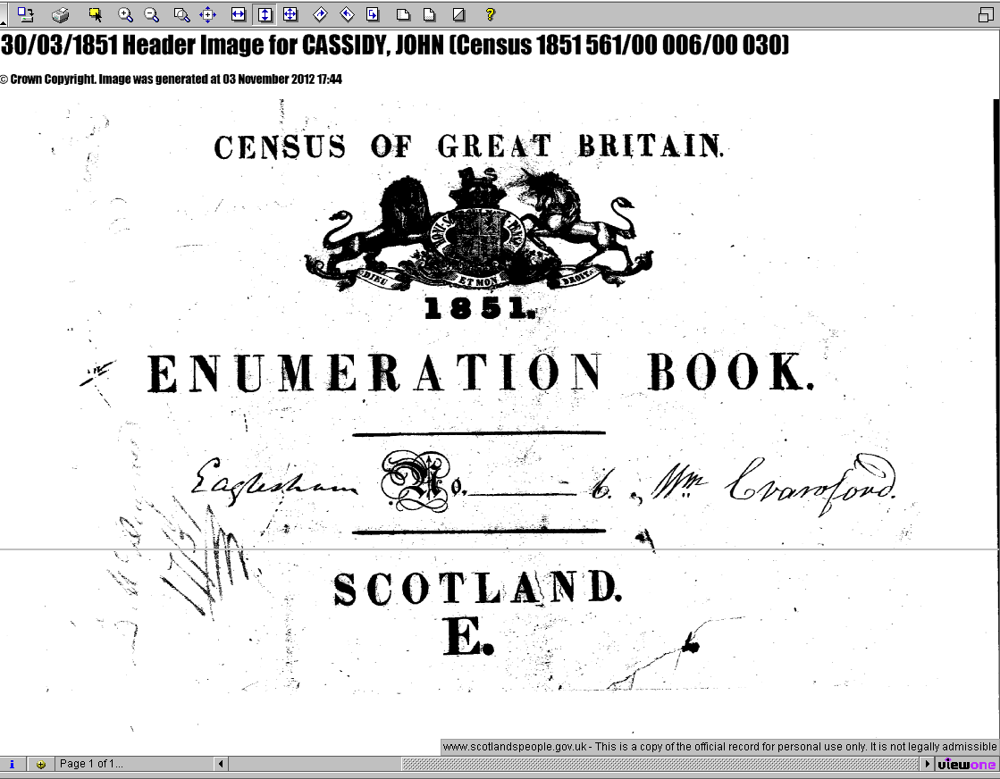 30/03/1851 Header Image for CASSIDY, JOHN (Census 1851 561/00 006/00 030)
© Crown Copyright. Image was generated at 03 November 2012 17:44
CENSUS OF GREAT BRITAIN.
DIEU ET MON DROIT
1851.
ENUMERATION BOOK.
Eaglesham No. 6. Wm Crawford.
SCOTLAND.
E.
www.scotlandspeople.gov.uk - This is a copy of the official record for personal use only. It is not legally admissible
Page 1 of 1...
viewone